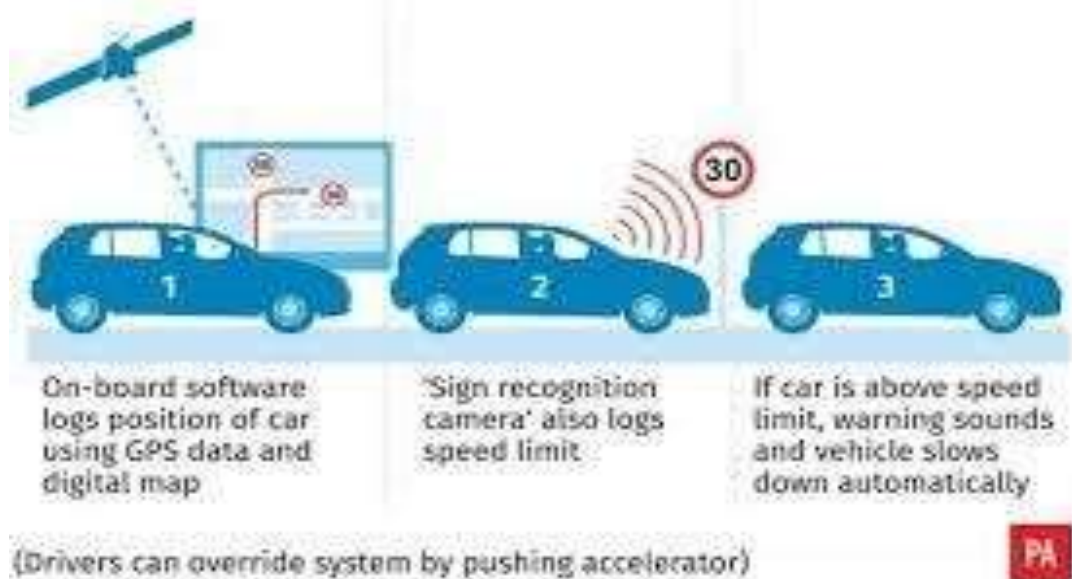 30
1
2
3
On-board software
logs position of car
using GPS data and
digital map
'Sign recognition
camera' also logs
speed limit
If car is above speed
limit, warning sounds
and vehicle slows
down automatically
(Drivers can override system by pushing accelerator)
PA